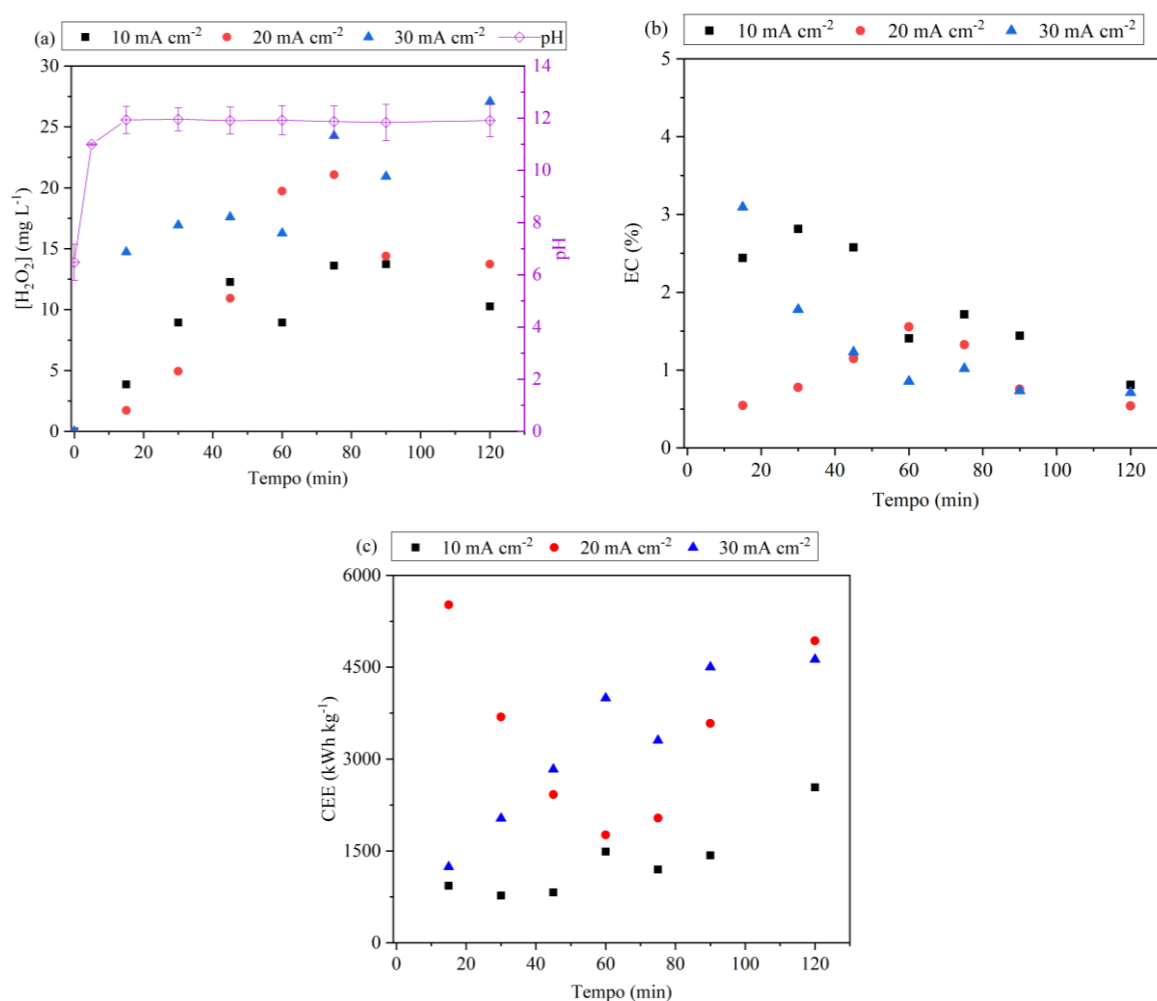 (a) 10 mA cm⁻² 20 mA cm⁻² 30 mA cm⁻² pH
30 25 20 15 10 5 0
[H₂O₂] (mg L⁻¹)
14 12 10 8 6 4 2 0
pH
0 20 40 60 80 100 120
Tempo (min)
(b) 10 mA cm⁻² 20 mA cm⁻² 30 mA cm⁻²
5 4 3 2 1 0
EC (%)
0 20 40 60 80 100 120
Tempo (min)
(c) 10 mA cm⁻² 20 mA cm⁻² 30 mA cm⁻²
6000 4500 3000 1500 0
CEE (kWh kg⁻¹)
0 20 40 60 80 100 120
Tempo (min)